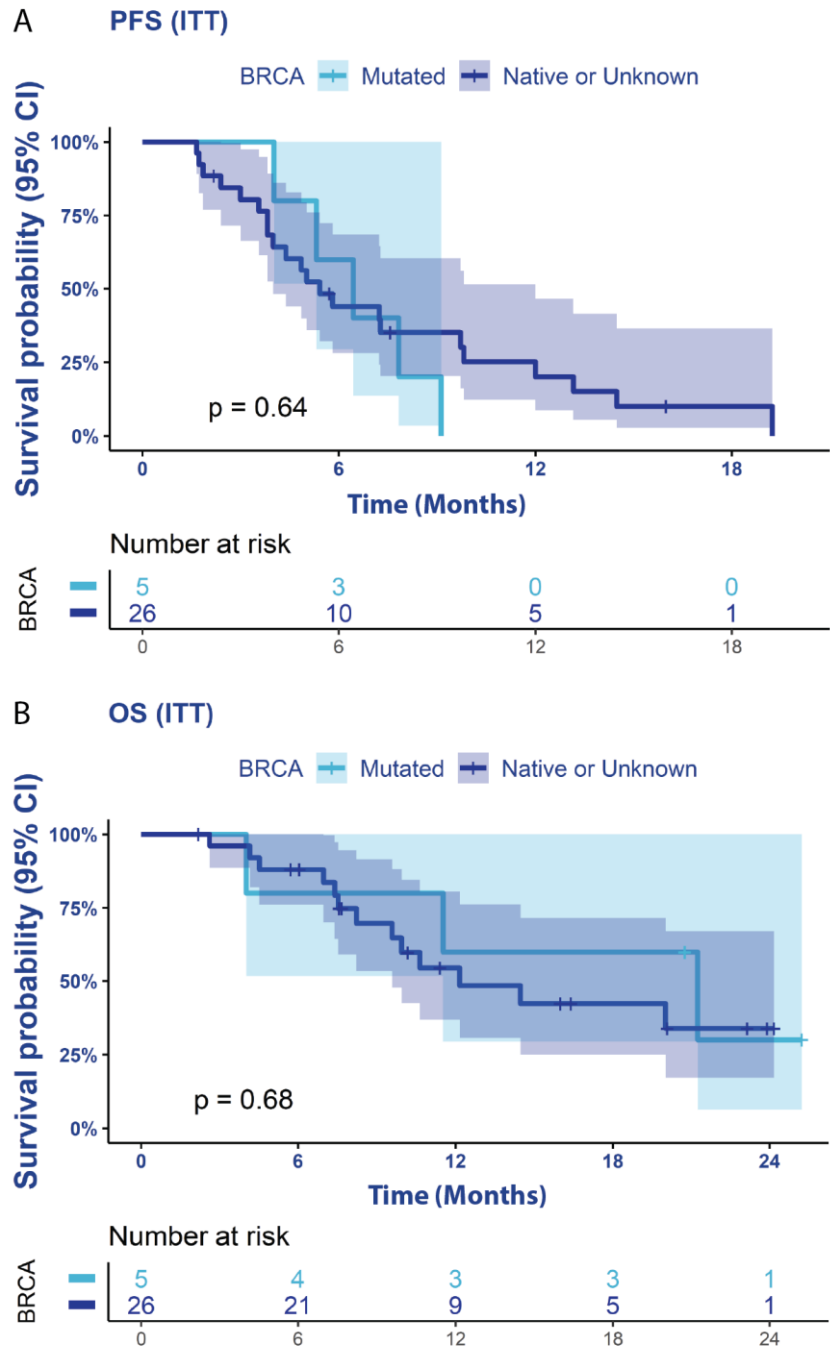 A PFS (ITT)
BRCA Mutated Native or Unknown
Survival probability (95% CI)
100%
75%
50%
25%
0%
p = 0.64
0 6 12 18
Time (Months)
Number at risk
BRCA
5 3 0 0
26 10 5 1
0 6 12 18
B OS (ITT)
BRCA Mutated Native or Unknown
Survival probability (95% CI)
100%
75%
50%
25%
0%
p = 0.68
0 6 12 18 24
Time (Months)
Number at risk
BRCA
5 4 3 3 1
26 21 9 5 1
0 6 12 18 24